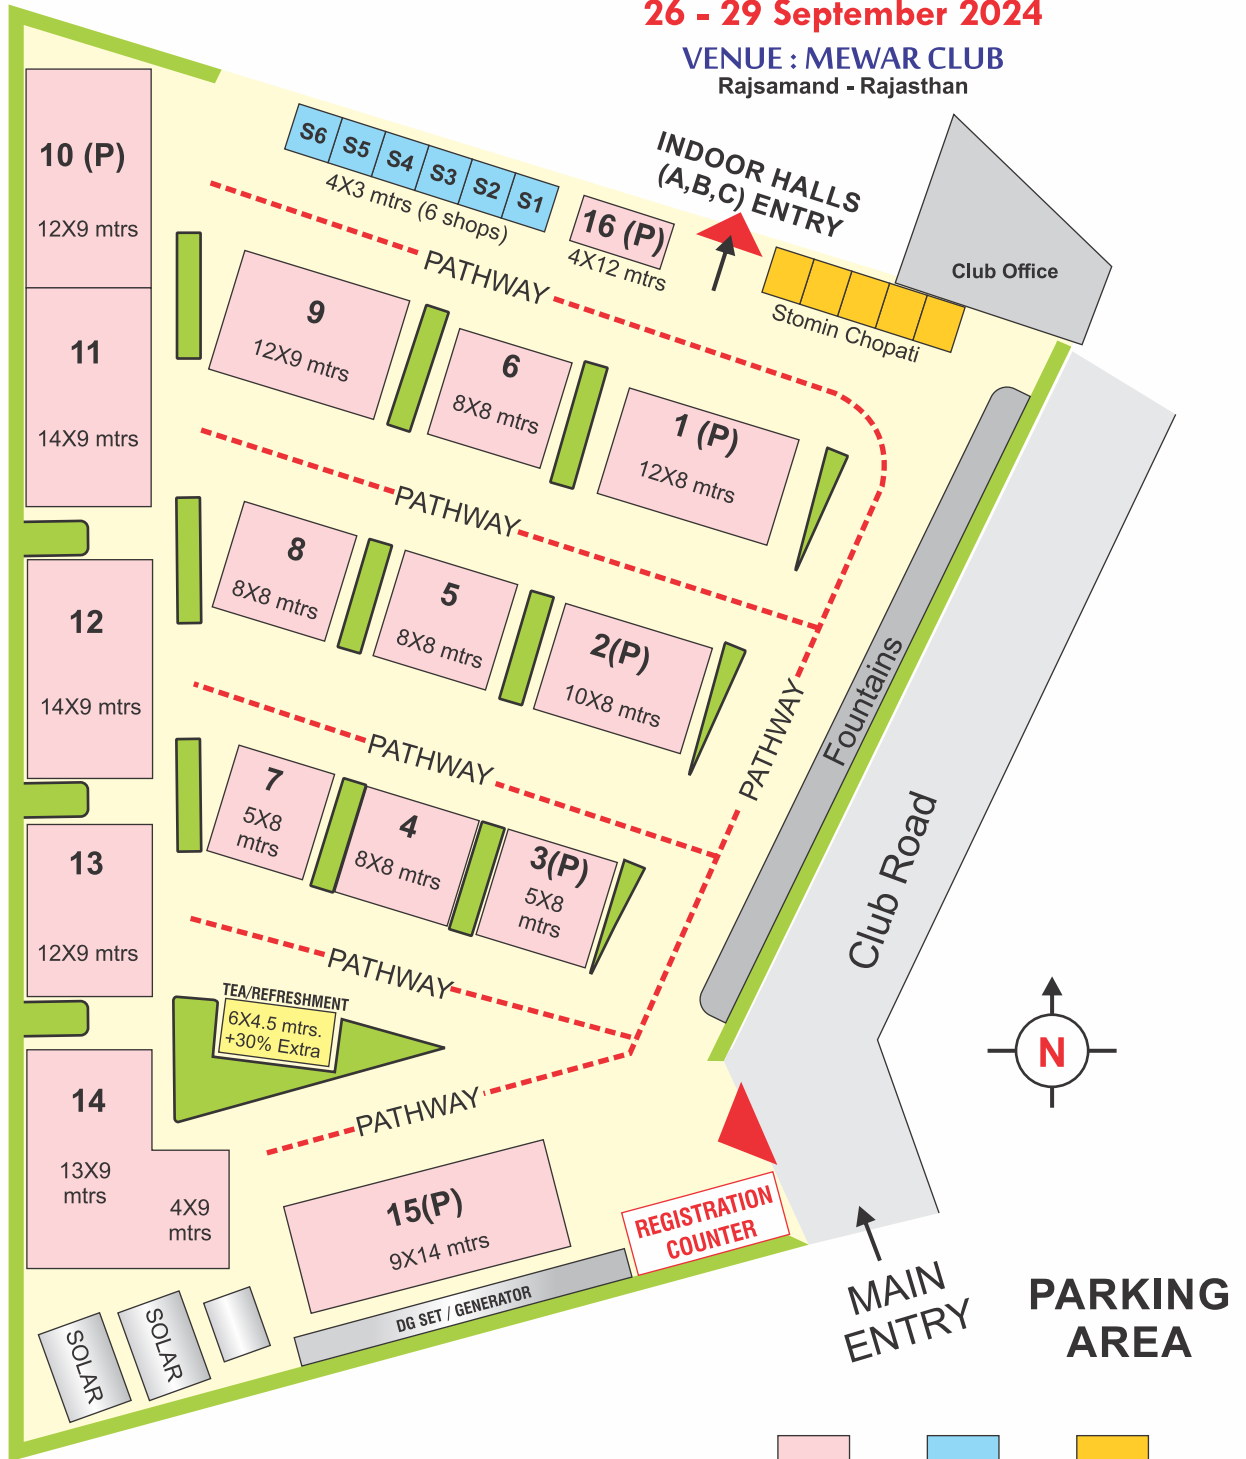 26 - 29 September 2024
VENUE : MEWAR CLUB
Rajsamand - Rajasthan
INDOOR HALLS
(A,B,C) ENTRY
S6 S5 S4 S3 S2 S1
4X3 mtrs (6 shops)
16 (P)
4X12 mtrs
Stomin Chopati
Club Office
10 (P)
12X9 mtrs
PATHWAY
9
12X9 mtrs
6
8X8 mtrs
1 (P)
12X8 mtrs
11
14X9 mtrs
PATHWAY
8
8X8 mtrs
5
8X8 mtrs
2(P)
10X8 mtrs
12
14X9 mtrs
PATHWAY
PATHWAY
Fountains
Club Road
7
5X8
mtrs
4
8X8 mtrs
3(P)
5X8
mtrs
13
12X9 mtrs
PATHWAY
TEA/REFRESHMENT
6X4.5 mtrs.
+30% Extra
N
14
13X9
mtrs
4X9
mtrs
PATHWAY
15(P)
9X14 mtrs
REGISTRATION
COUNTER
DG SET / GENERATOR
SOLAR
SOLAR
MAIN
ENTRY
PARKING
AREA